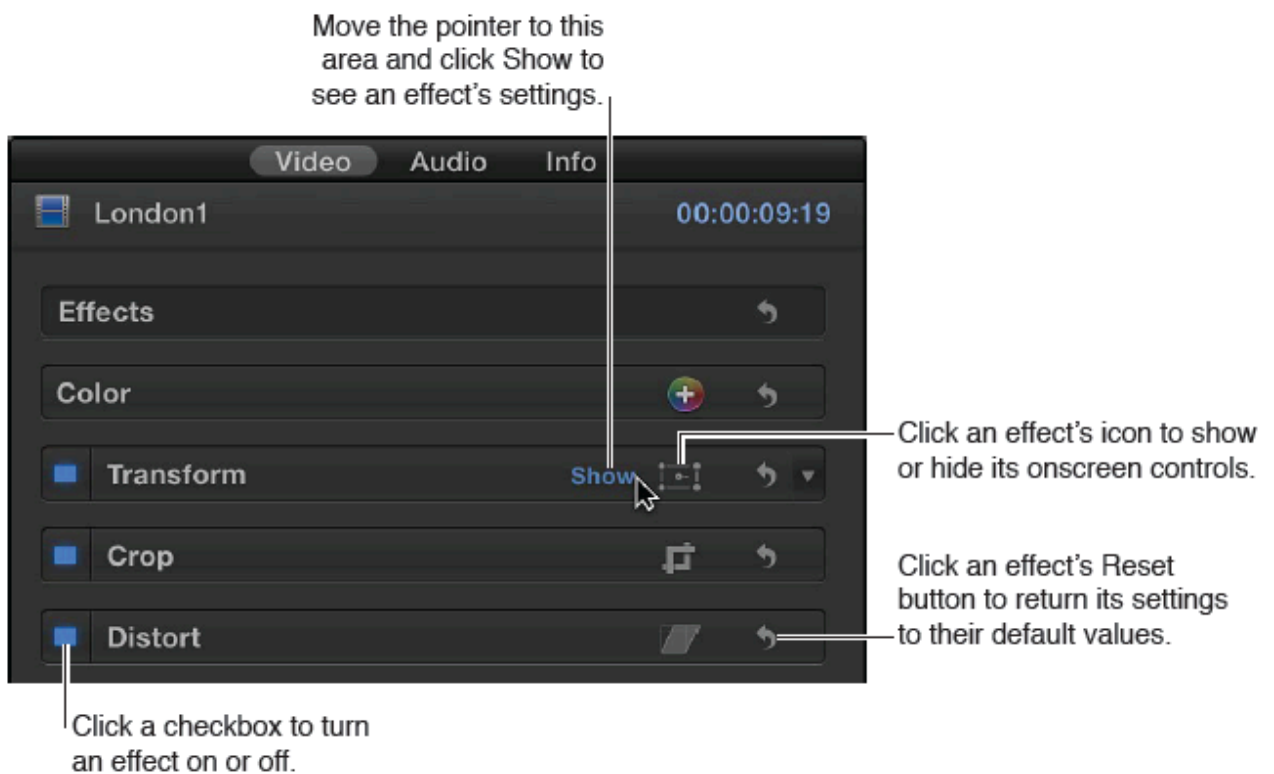 Move the pointer to this
area and click Show to
see an effect's settings.
Video Audio Info
London1 00:00:09:19
Effects
Color
Click an effect's icon to show
or hide its onscreen controls.
Transform Show
Crop
Click an effect's Reset
button to return its settings
to their default values.
Distort
Click a checkbox to turn
an effect on or off.